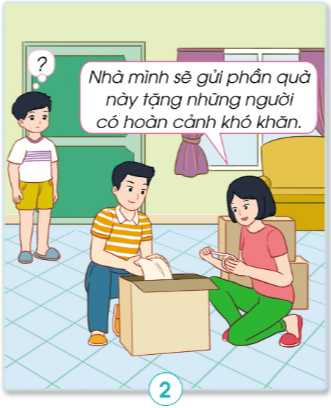 ?
Nhà mình sẽ gửi phần quà
này tặng những người
có hoàn cảnh khó khăn.
2